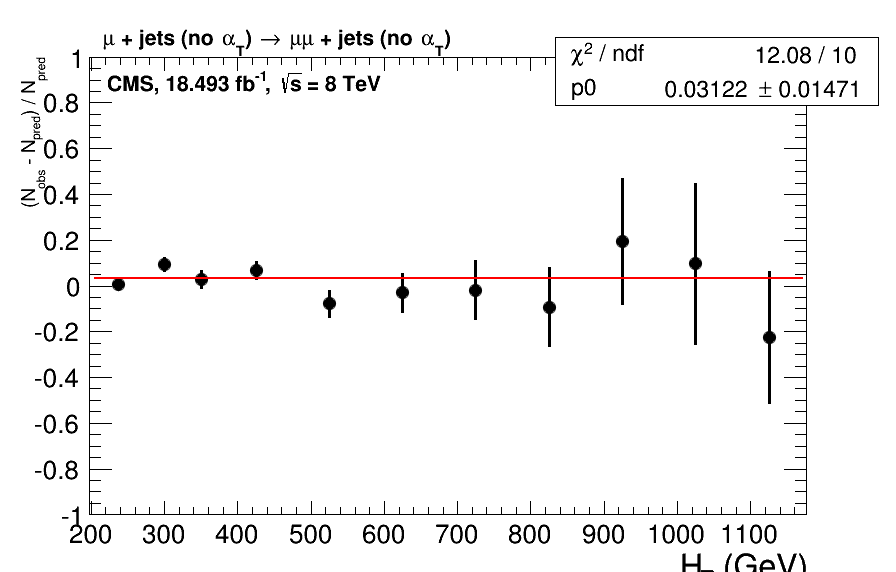 μ + jets (no α_T) → μμ + jets (no α_T)
χ² / ndf 12.08 / 10
p0 0.03122 ± 0.01471
CMS, 18.493 fb⁻¹, √s = 8 TeV
(N_obs - N_pred) / N_pred
1
0.8
0.6
0.4
0.2
0
-0.2
-0.4
-0.6
-0.8
-1
200 300 400 500 600 700 800 900 1000 1100
(GeV)